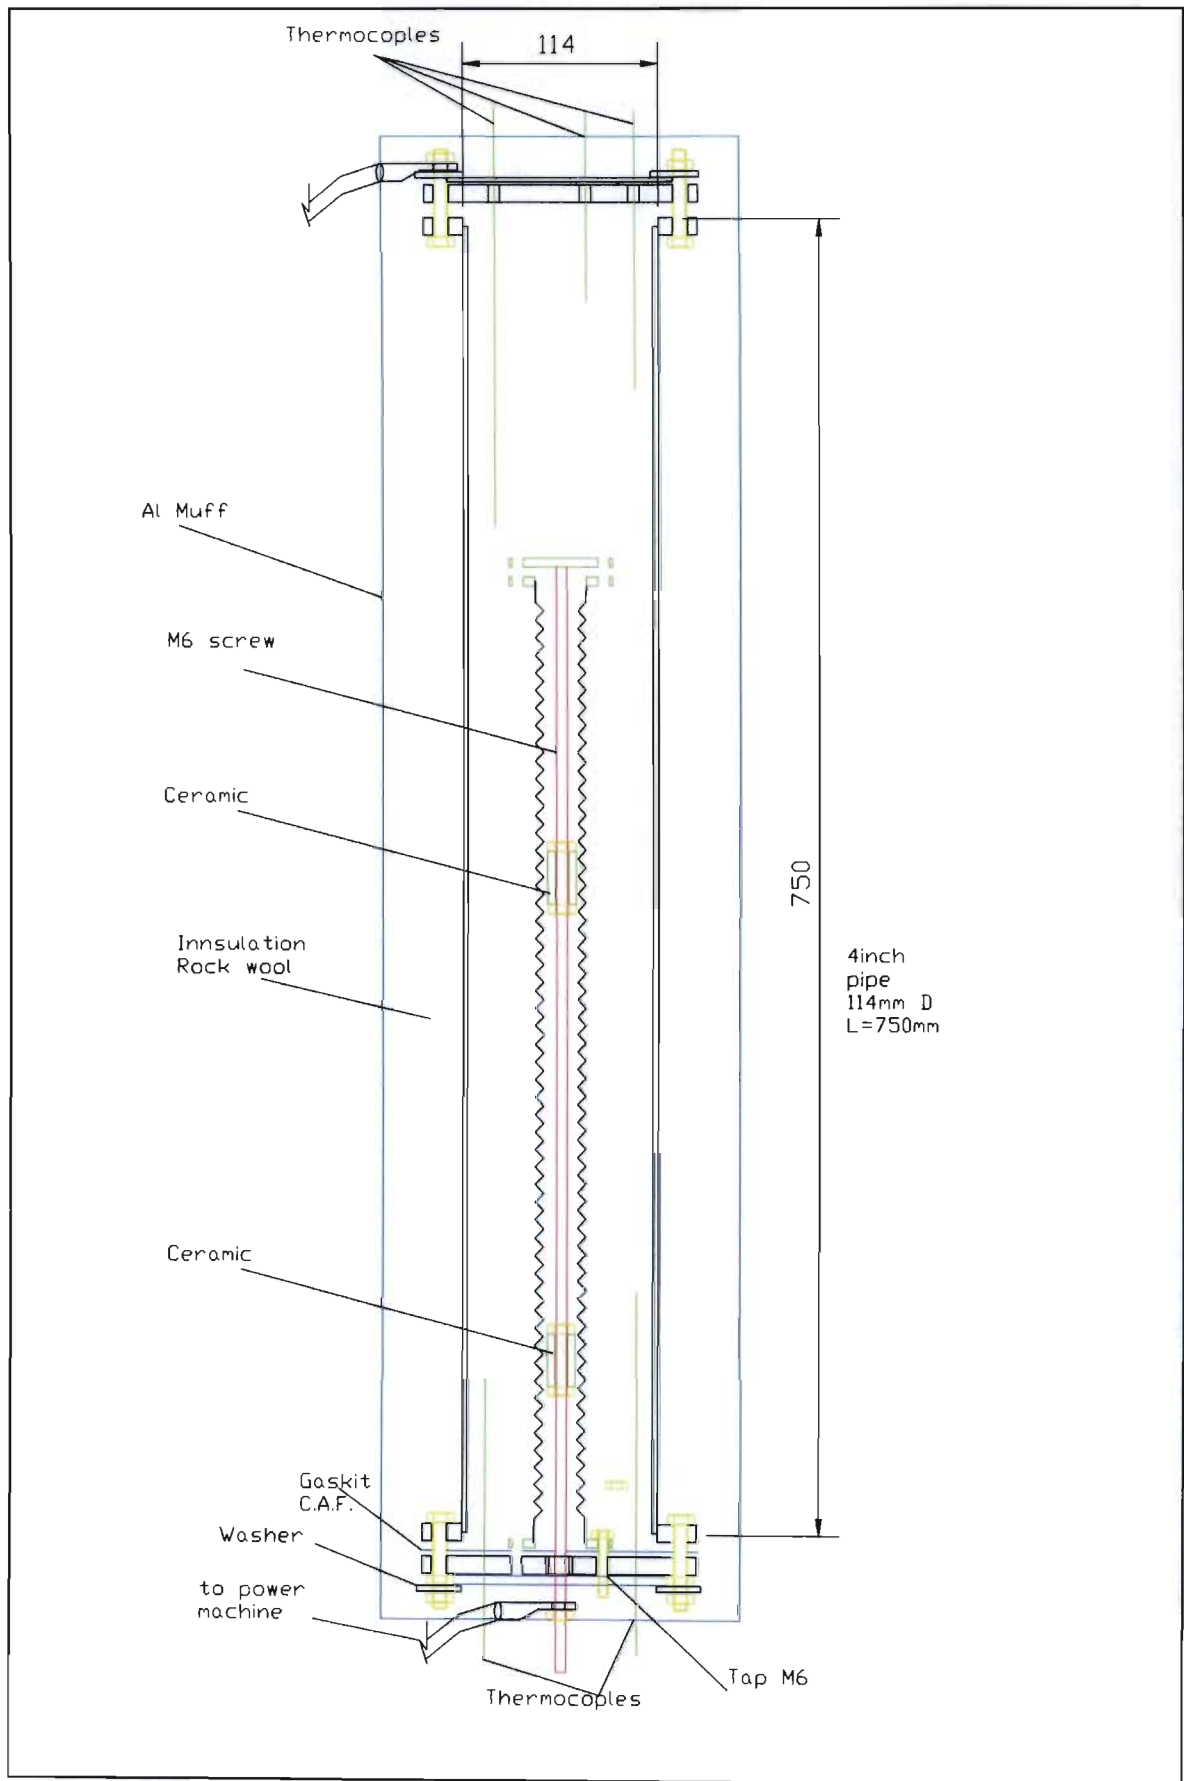 Thermocouples
114
Al Muff
M6 screw
Ceramic
750
Innsulation
Rock wool
4inch
pipe
114mm D
L=750mm
Ceramic
Gaskit
C.A.F.
Washer
to power
machine
Tap M6
Thermocoples